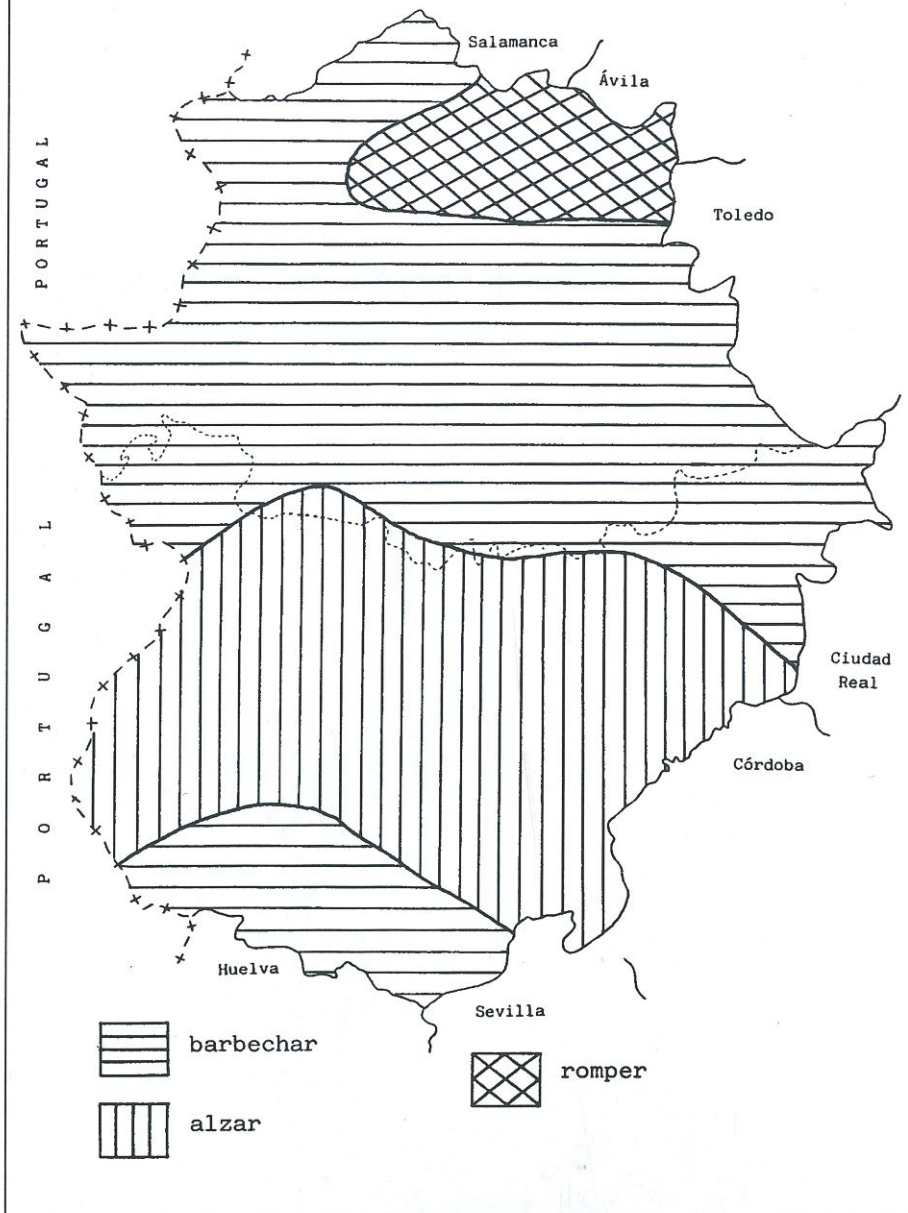 Salamanca
Ávila
PORTUGAL
Toledo
PORTUGAL
Ciudad
Real
Córdoba
Huelva
Sevilla
barbechar
romper
alzar